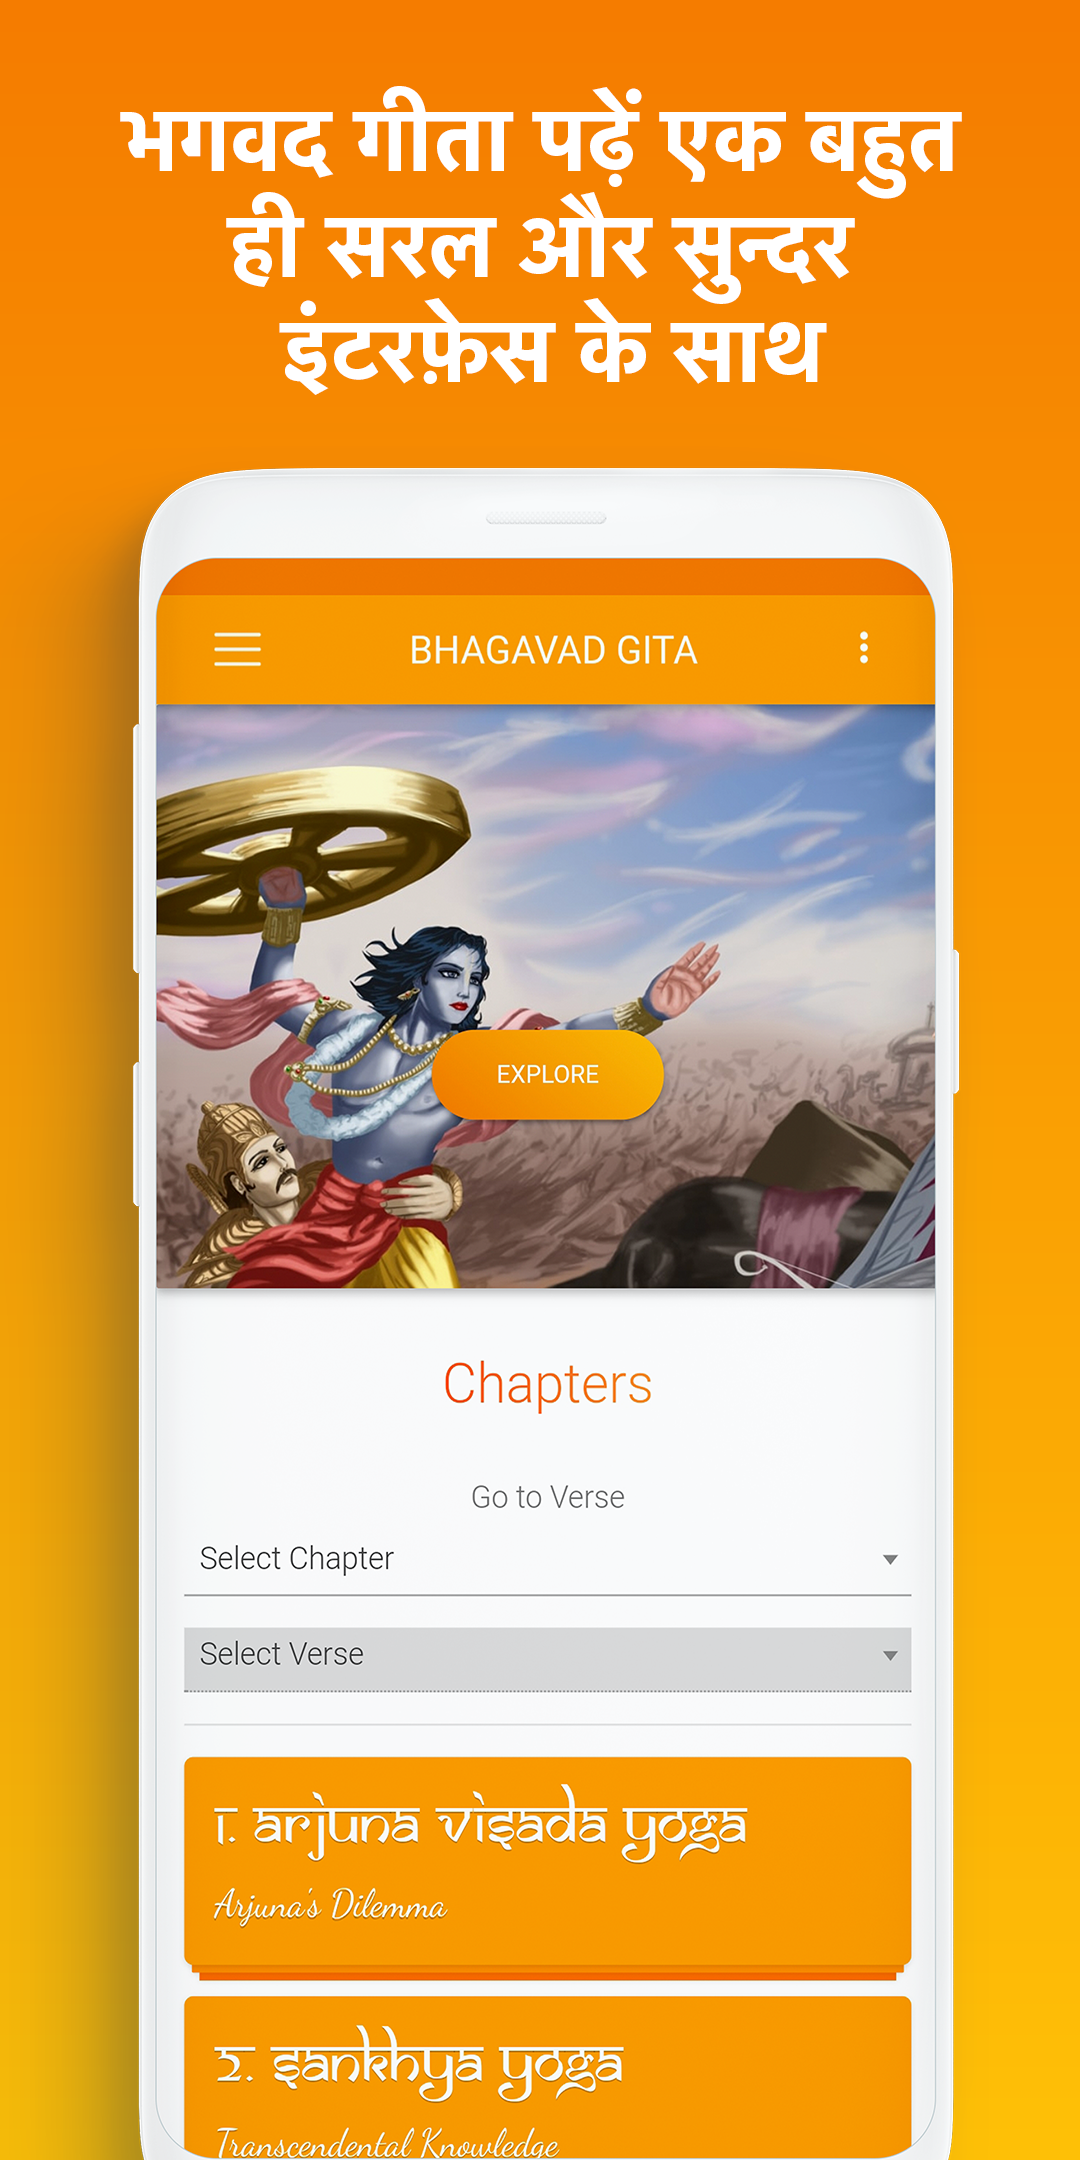 भगवद गीता पढ़ें एक बहुत
ही सरल और सुन्दर
इंटरफ़ेस के साथ
BHAGAVAD GITA
EXPLORE
Chapters
Go to Verse
Select Chapter
Select Verse
1. arjuna visada yoga
Arjuna's Dilemma
2. sankhya yoga
Transcendental Knowledge